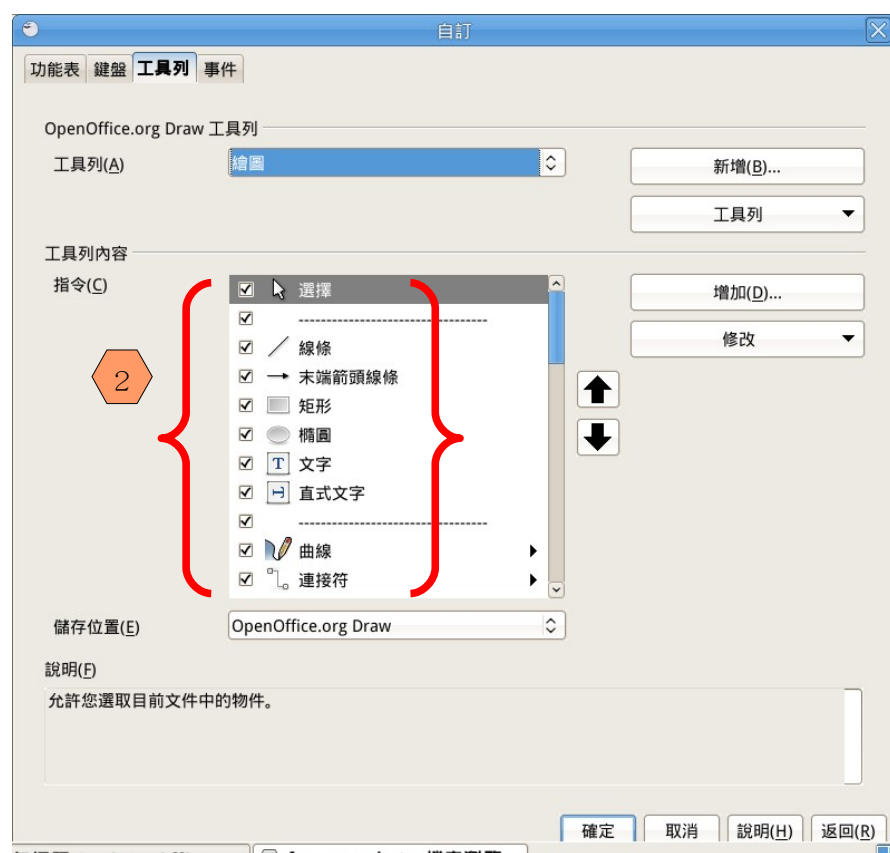 自訂
功能表 鍵盤 工具列 事件
OpenOffice.org Draw 工具列
工具列(A) 繪圖 新增(B)...
工具列
工具列內容
指令(C) 選擇 增加(D)...
--------------------------------
線條 修改
末端箭頭線條
2
矩形
橢圓
T 文字
直式文字
--------------------------------
曲線
連接符
儲存位置(E) OpenOffice.org Draw
說明(F)
允許您選取目前文件中的物件。
確定 取消 說明(H) 返回(R)